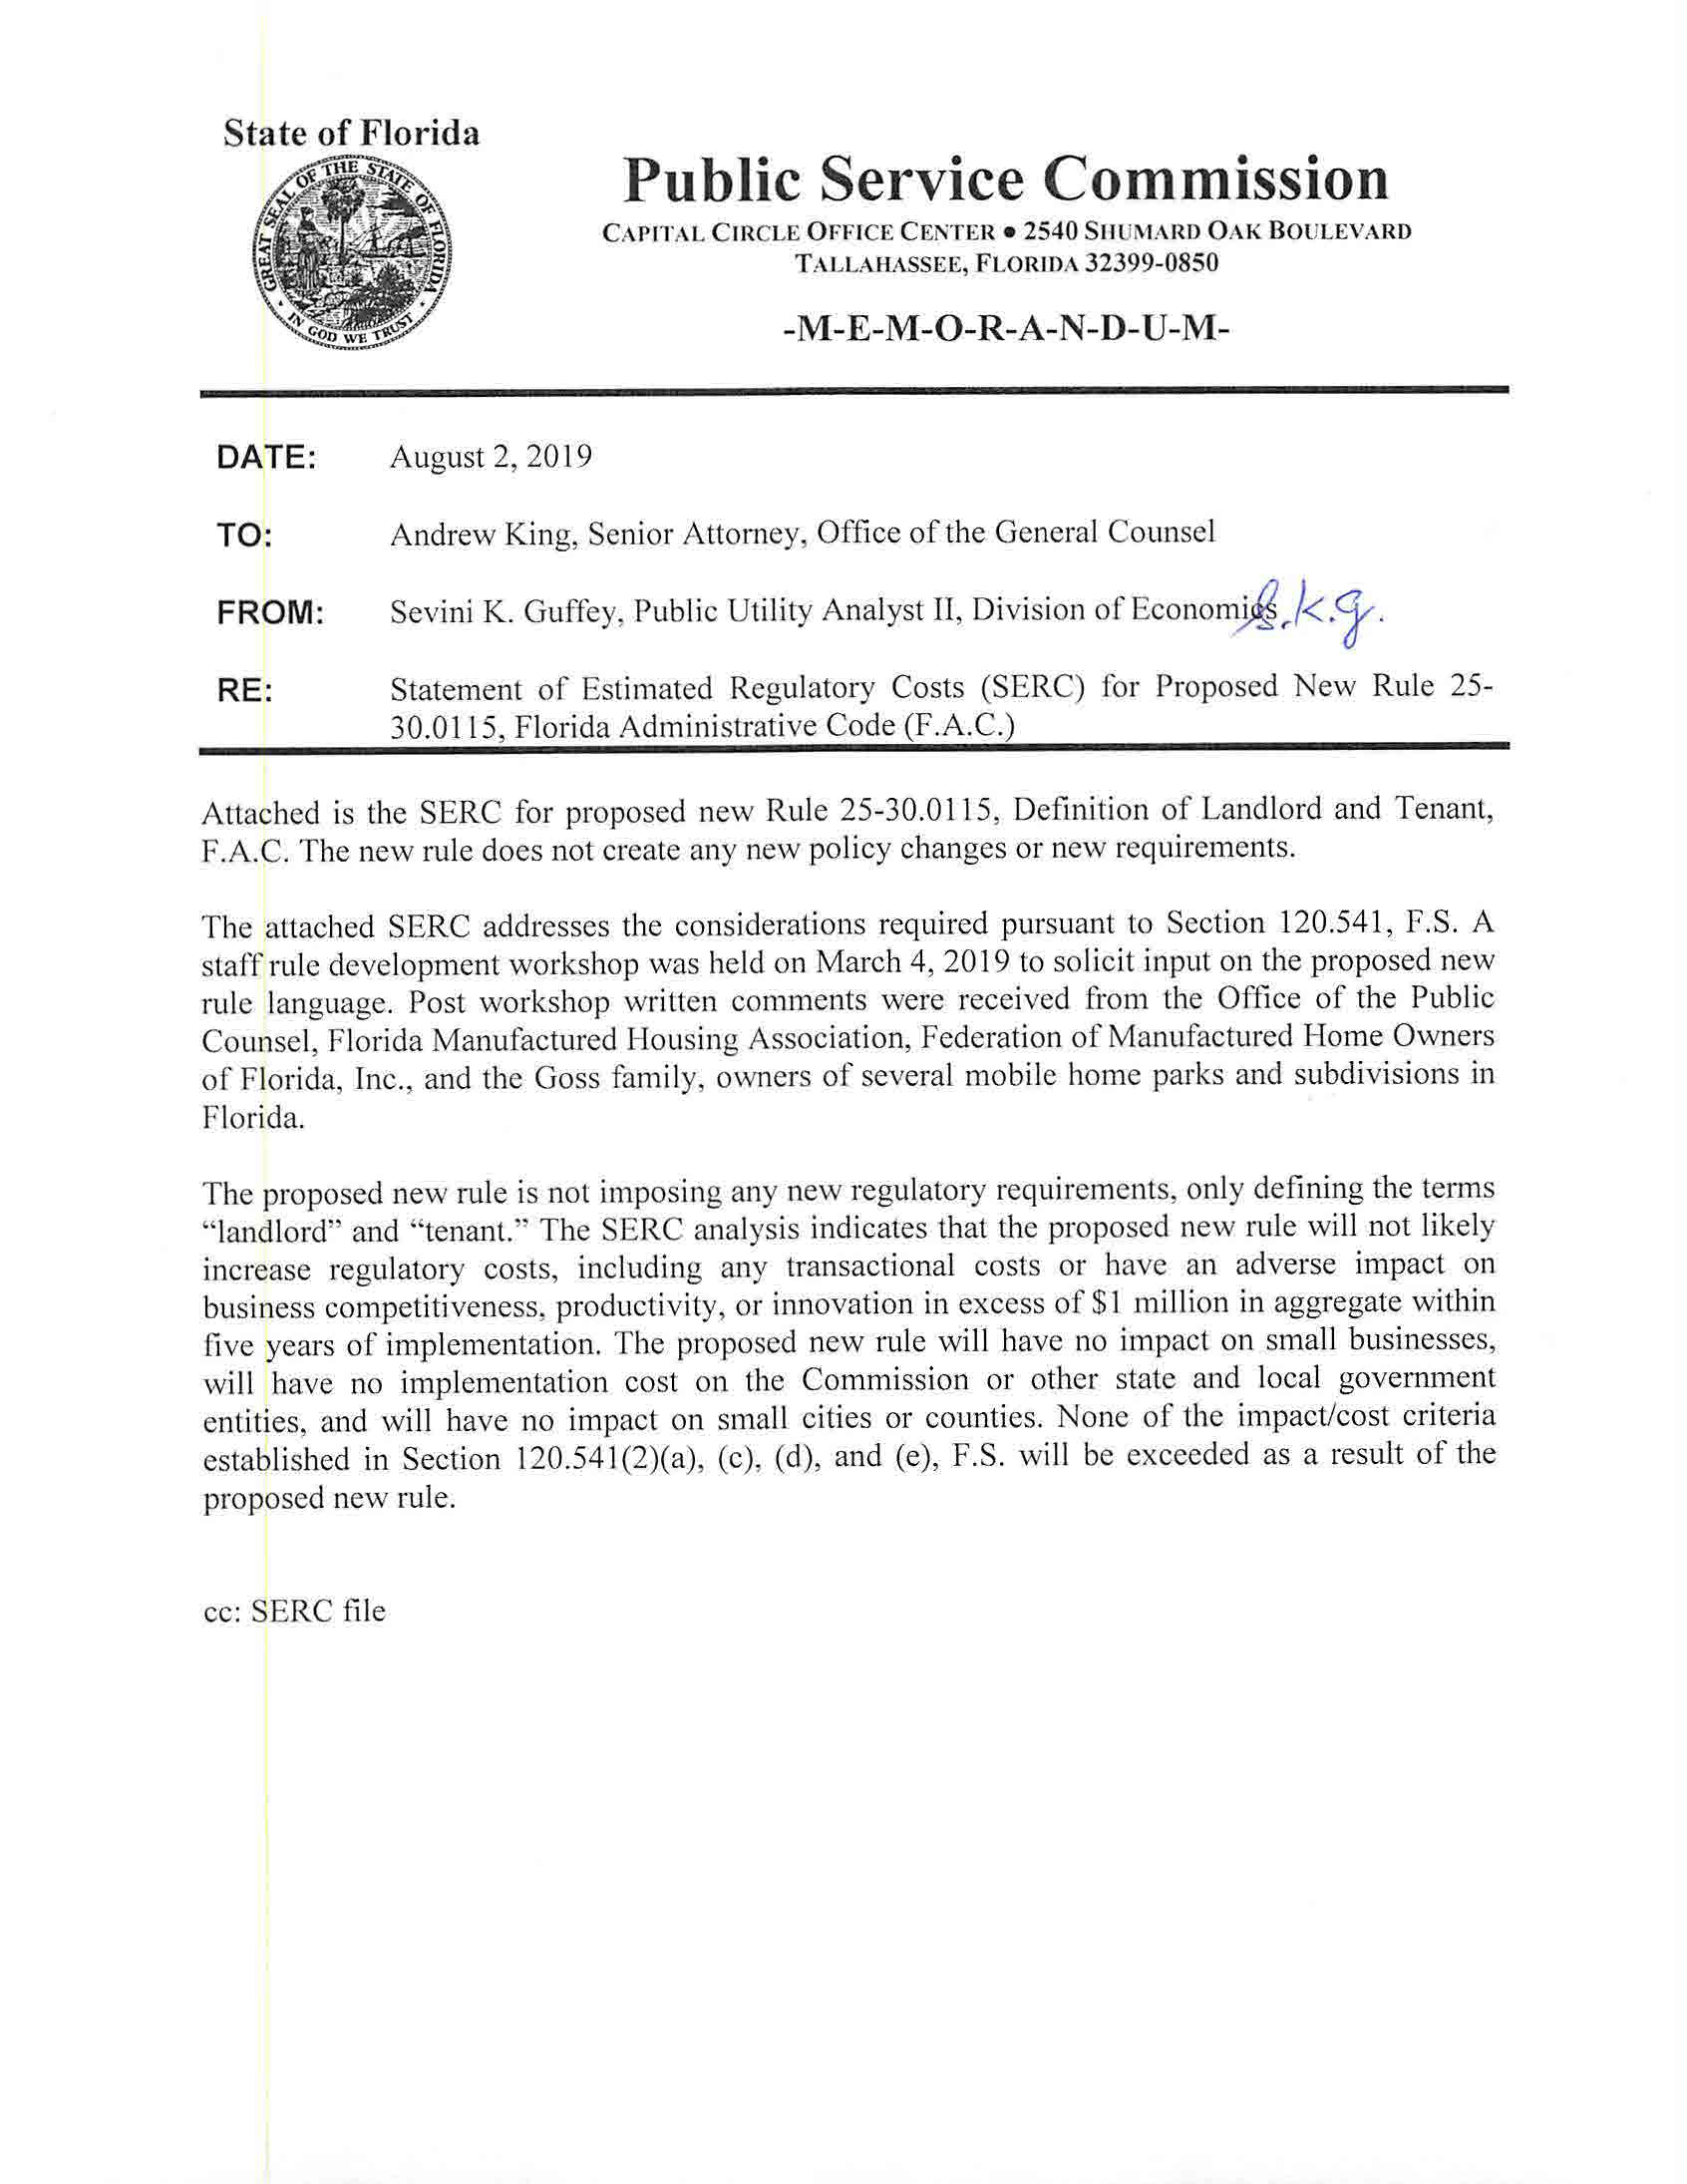 State of Florida
GREAT SEAL OF THE STATE OF FLORIDA
IN GOD WE TRUST
Public Service Commission
CAPITAL CIRCLE OFFICE CENTER ● 2540 SHUMARD OAK BOULEVARD
TALLAHASSEE, FLORIDA 32399-0850
-M-E-M-O-R-A-N-D-U-M-
DATE: August 2, 2019
TO: Andrew King, Senior Attorney, Office of the General Counsel
FROM: Sevini K. Guffey, Public Utility Analyst II, Division of Economics S.K.g.
RE: Statement of Estimated Regulatory Costs (SERC) for Proposed New Rule 25-
30.0115, Florida Administrative Code (F.A.C.)
Attached is the SERC for proposed new Rule 25-30.0115, Definition of Landlord and Tenant,
F.A.C. The new rule does not create any new policy changes or new requirements.
The attached SERC addresses the considerations required pursuant to Section 120.541, F.S. A
staff rule development workshop was held on March 4, 2019 to solicit input on the proposed new
rule language. Post workshop written comments were received from the Office of the Public
Counsel, Florida Manufactured Housing Association, Federation of Manufactured Home Owners
of Florida, Inc., and the Goss family, owners of several mobile home parks and subdivisions in
Florida.
The proposed new rule is not imposing any new regulatory requirements, only defining the terms
“landlord” and “tenant.” The SERC analysis indicates that the proposed new rule will not likely
increase regulatory costs, including any transactional costs or have an adverse impact on
business competitiveness, productivity, or innovation in excess of $1 million in aggregate within
five years of implementation. The proposed new rule will have no impact on small businesses,
will have no implementation cost on the Commission or other state and local government
entities, and will have no impact on small cities or counties. None of the impact/cost criteria
established in Section 120.541(2)(a), (c), (d), and (e), F.S. will be exceeded as a result of the
proposed new rule.
cc: SERC file